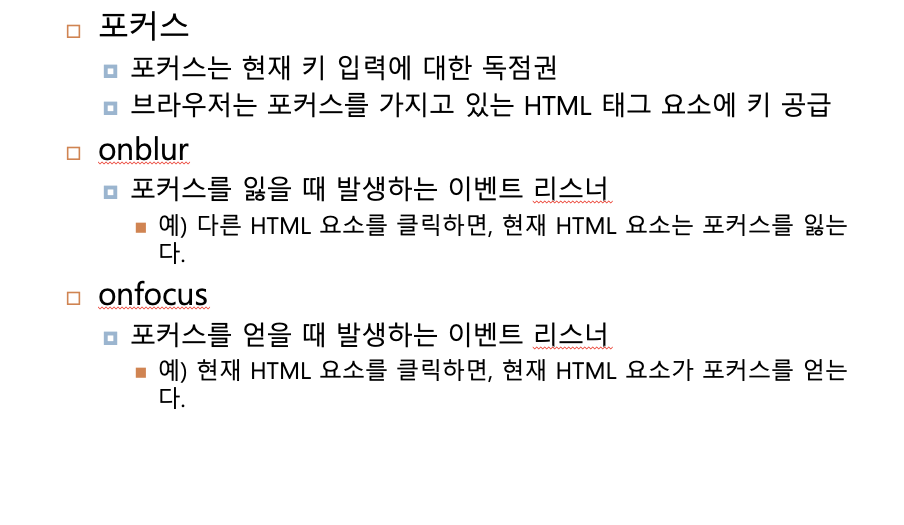 포커스
포커스는 현재 키 입력에 대한 독점권
브라우저는 포커스를 가지고 있는 HTML 태그 요소에 키 공급
onblur
포커스를 잃을 때 발생하는 이벤트 리스너
예) 다른 HTML 요소를 클릭하면, 현재 HTML 요소는 포커스를 잃는
다.
onfocus
포커스를 얻을 때 발생하는 이벤트 리스너
예) 현재 HTML 요소를 클릭하면, 현재 HTML 요소가 포커스를 얻는
다.